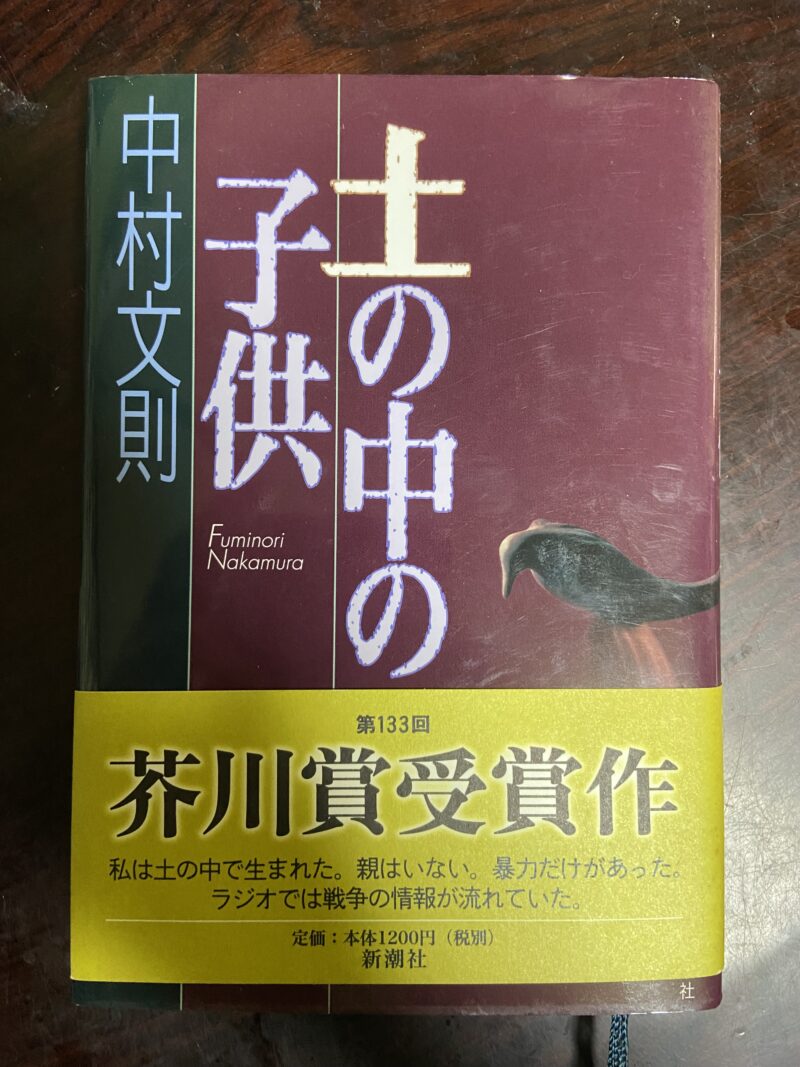 土の中の
子供
中村文則
Fuminori
Nakamura
第133回
芥川賞受賞作
私は土の中で生まれた。親はいない。暴力だけがあった。
ラジオでは戦争の情報が流れていた。
定価：本体1200円（税別）
新潮社
社